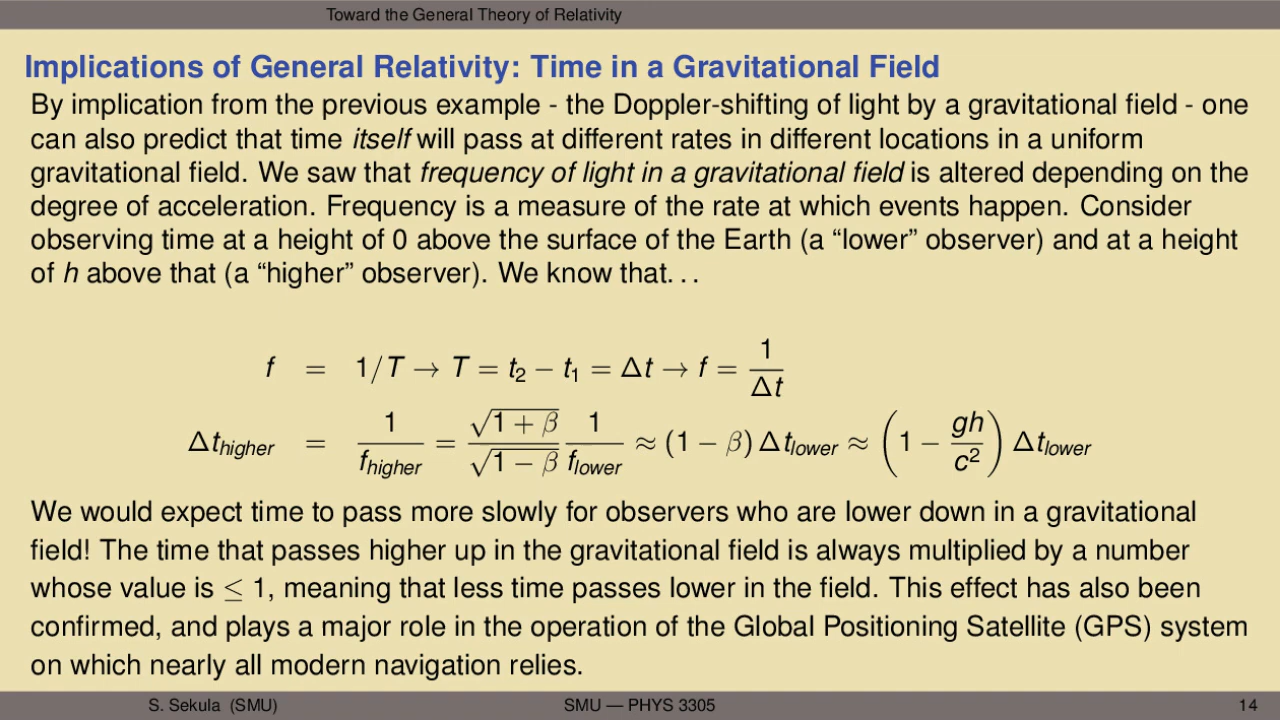 Toward the General Theory of Relativity
Implications of General Relativity: Time in a Gravitational Field
By implication from the previous example - the Doppler-shifting of light by a gravitational field - one
can also predict that time itself will pass at different rates in different locations in a uniform
gravitational field. We saw that frequency of light in a gravitational field is altered depending on the
degree of acceleration. Frequency is a measure of the rate at which events happen. Consider
observing time at a height of 0 above the surface of the Earth (a “lower” observer) and at a height
of h above that (a “higher” observer). We know that. . .
f = 1/T → T = t₂ − t₁ = Δt → f = 1/Δt
Δt_higher = 1/f_higher = √(1 + β)/√(1 − β) 1/f_lower ≈ (1 − β) Δt_lower ≈ (1 − gh/c²) Δt_lower
We would expect time to pass more slowly for observers who are lower down in a gravitational
field! The time that passes higher up in the gravitational field is always multiplied by a number
whose value is ≤ 1, meaning that less time passes lower in the field. This effect has also been
confirmed, and plays a major role in the operation of the Global Positioning Satellite (GPS) system
on which nearly all modern navigation relies.
S. Sekula (SMU) SMU — PHYS 3305 14